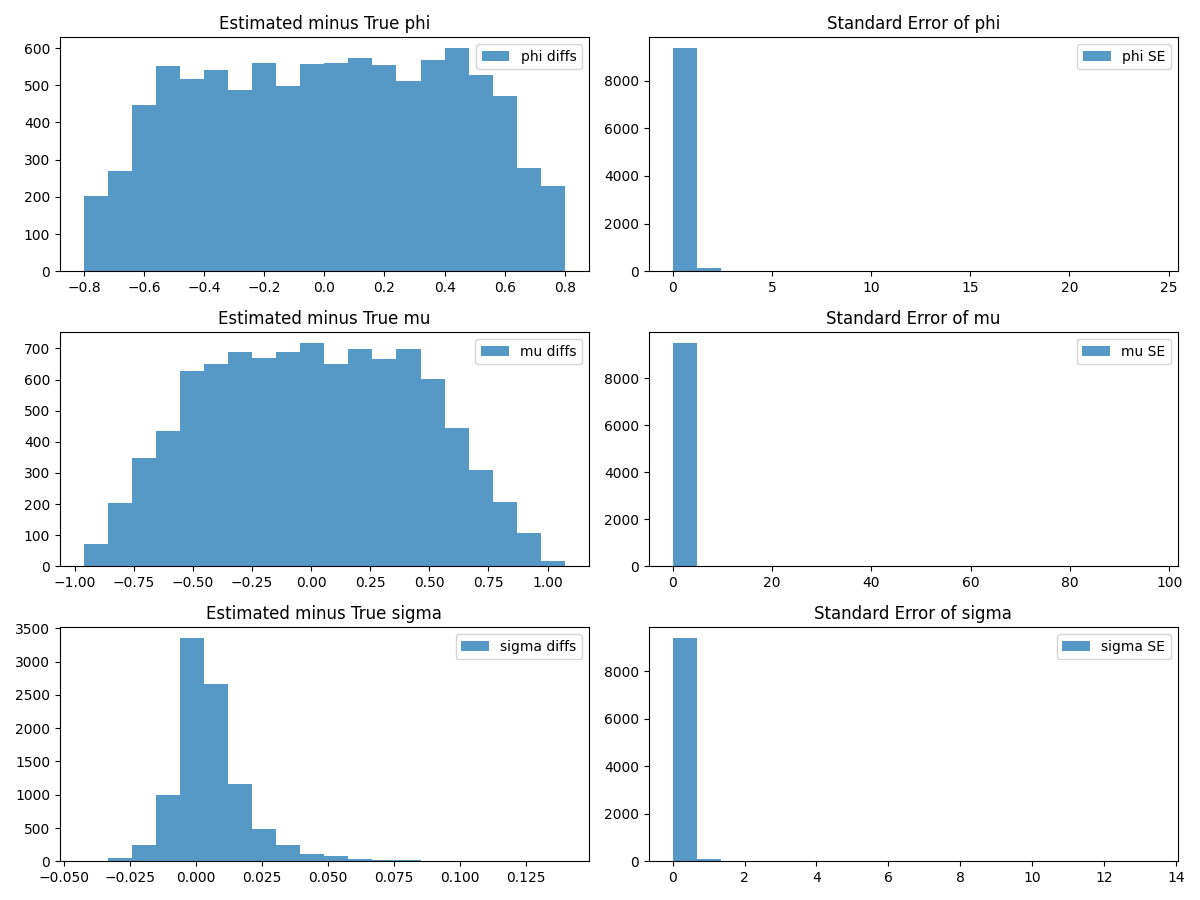 Estimated minus True phi
600
500
400
300
200
100
0
phi diffs
−0.8 −0.6 −0.4 −0.2 0.0 0.2 0.4 0.6 0.8
Standard Error of phi
8000
6000
4000
2000
0
phi SE
0 5 10 15 20 25
Estimated minus True mu
700
600
500
400
300
200
100
0
mu diffs
−1.00 −0.75 −0.50 −0.25 0.00 0.25 0.50 0.75 1.00
Standard Error of mu
8000
6000
4000
2000
0
mu SE
0 20 40 60 80 100
Estimated minus True sigma
3500
3000
2500
2000
1500
1000
500
0
sigma diffs
−0.050 −0.025 0.000 0.025 0.050 0.075 0.100 0.125
Standard Error of sigma
8000
6000
4000
2000
0
sigma SE
0 2 4 6 8 10 12 14